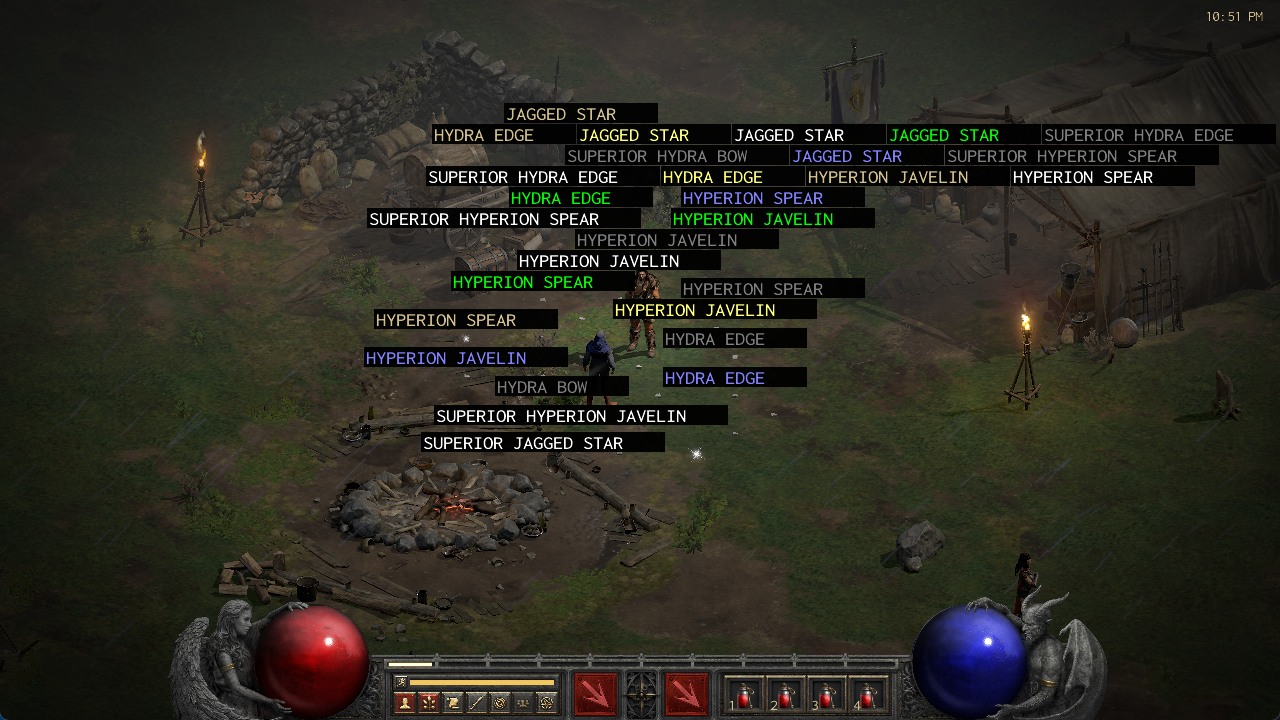 10:51 PM
JAGGED STAR
HYDRA EDGE JAGGED STAR JAGGED STAR JAGGED STAR SUPERIOR HYDRA EDGE
SUPERIOR HYDRA BOW JAGGED STAR SUPERIOR HYPERION SPEAR
SUPERIOR HYDRA EDGE HYDRA EDGE HYPERION JAVELIN HYPERION SPEAR
HYDRA EDGE HYPERION SPEAR
SUPERIOR HYPERION SPEAR HYPERION JAVELIN
HYPERION JAVELIN
HYPERION JAVELIN
HYPERION SPEAR HYPERION SPEAR
HYPERION JAVELIN
HYPERION SPEAR
HYDRA EDGE
HYPERION JAVELIN
HYDRA EDGE
HYDRA BOW
SUPERIOR HYPERION JAVELIN
SUPERIOR JAGGED STAR
1 2 3 4